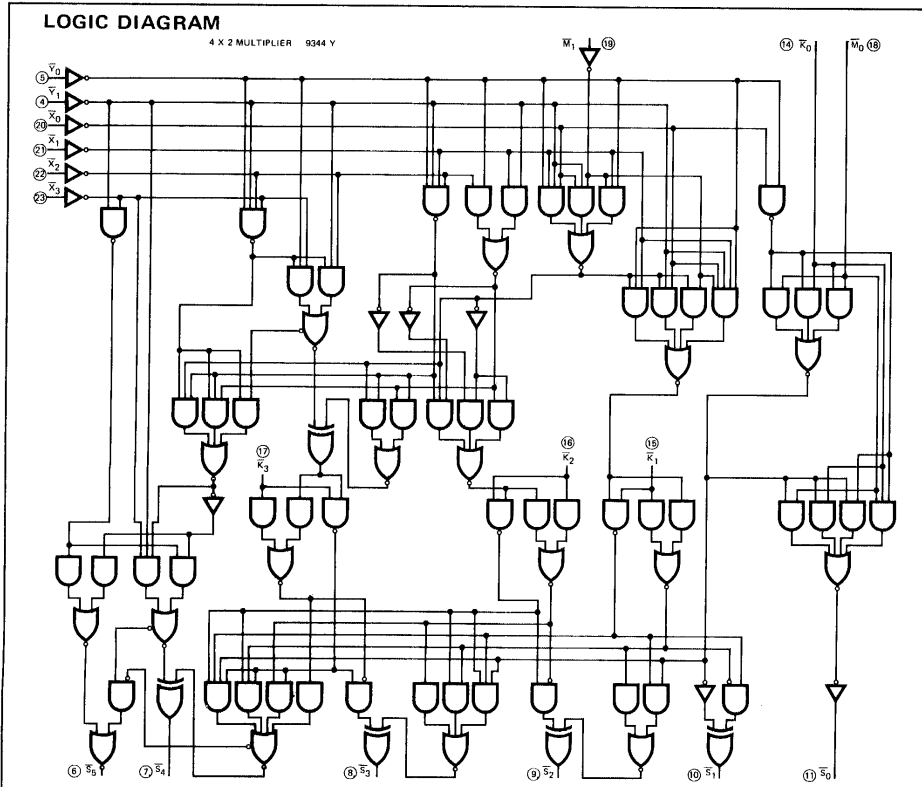 LOGIC DIAGRAM
4 X 2 MULTIPLIER 9344 Y
M̅₁ ⑲
⑭ K̅₀ M̅₀ ⑱
⑤ Y̅₀
④ Y̅₁
⑳ X̅₀
㉑ X̅₁
㉒ X̅₂
㉓ X̅₃
⑰ K̅₃
⑯ K̅₂
⑮ K̅₁
⑥ S̅₅ ⑦ S̅₄ ⑧ S̅₃ ⑨ S̅₂ ⑩ S̅₁ ⑪ S̅₀